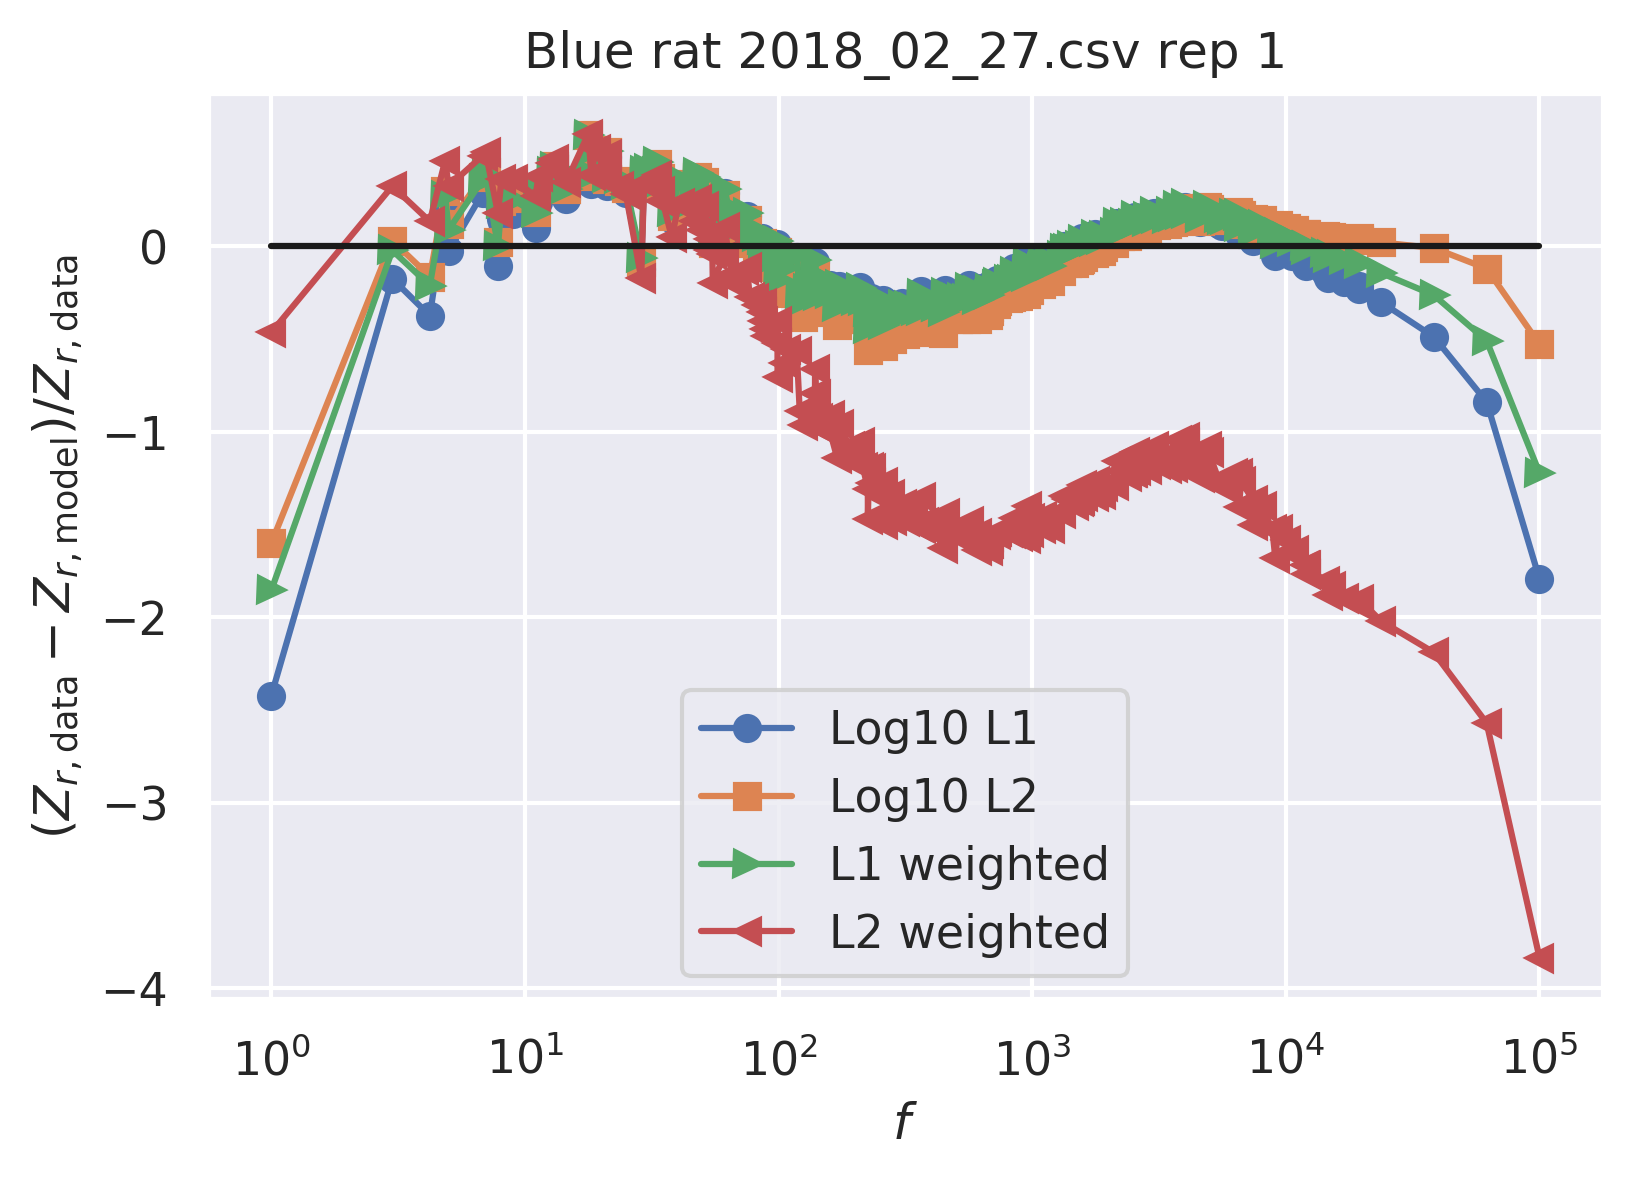 Blue rat 2018_02_27.csv rep 1
(Z_{r, data} − Z_{r, model})/Z_{r, data}
0
−1
−2
−3
−4
Log10 L1
Log10 L2
L1 weighted
L2 weighted
10^0 10^1 10^2 10^3 10^4 10^5
f